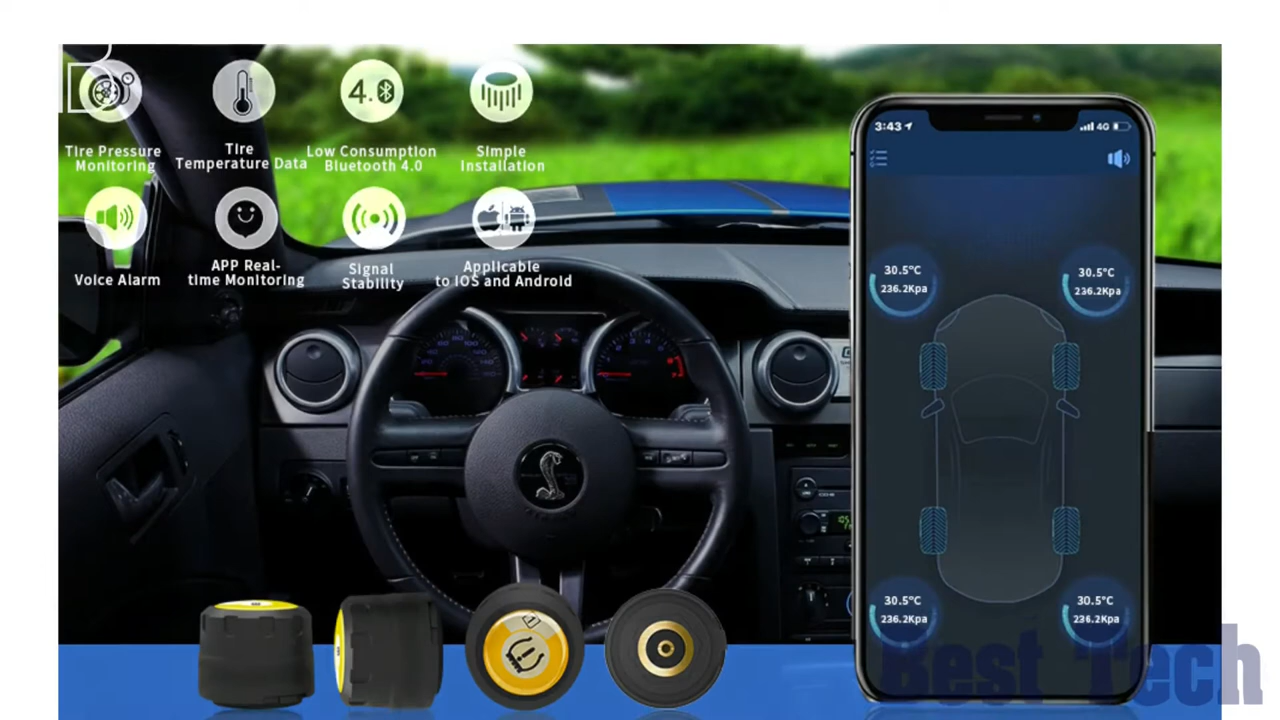 Tire Pressure
Monitoring
Tire
Temperature Data
4.0
Low Consumption
Bluetooth 4.0
Simple
Installation
Voice Alarm
APP Real-
time Monitoring
Signal
Stability
Applicable
to IOS and Android
3:43
4G
30.5°C
236.2Kpa
30.5°C
236.2Kpa
30.5°C
236.2Kpa
30.5°C
236.2Kpa
Best Tech